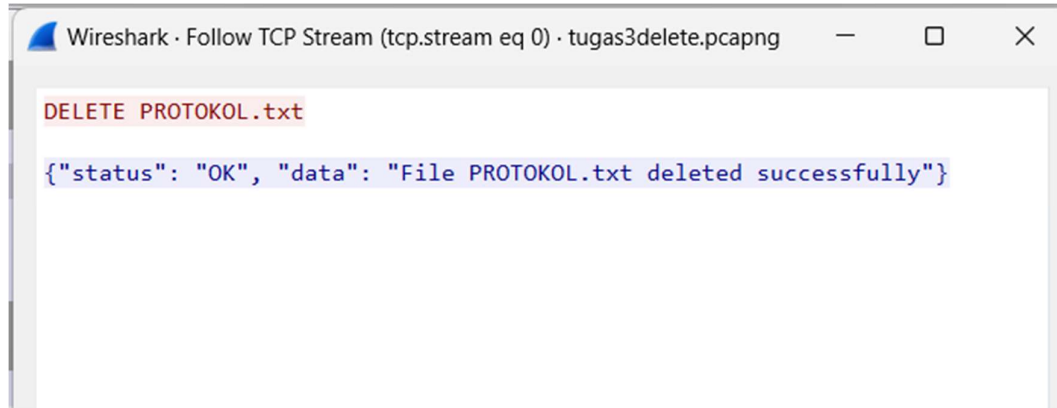 Wireshark · Follow TCP Stream (tcp.stream eq 0) · tugas3delete.pcapng
DELETE PROTOKOL.txt
{"status": "OK", "data": "File PROTOKOL.txt deleted successfully"}